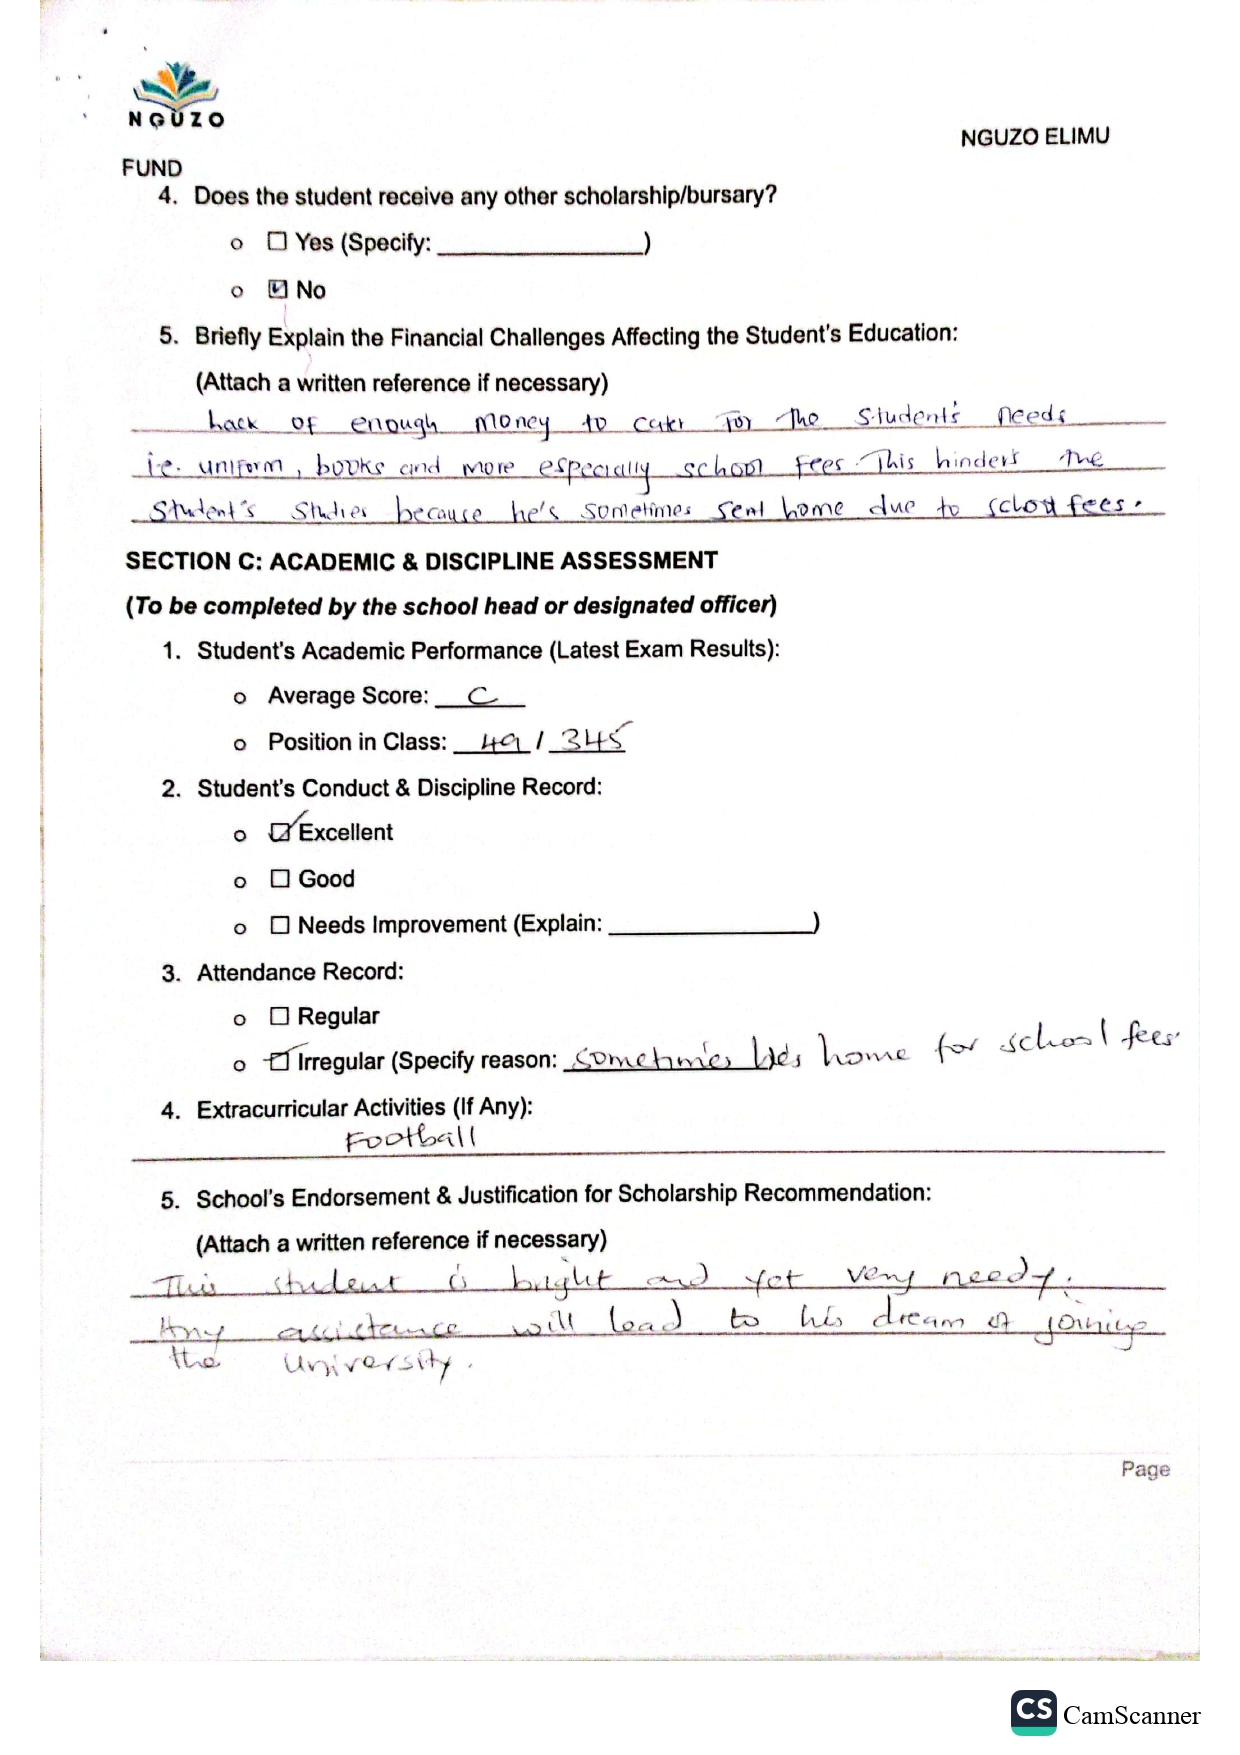 NGUZO
NGUZO ELIMU
FUND
4. Does the student receive any other scholarship/bursary?
o ☐ Yes (Specify: ______________)
o ☑ No
5. Briefly Explain the Financial Challenges Affecting the Student's Education:
(Attach a written reference if necessary)
Lack of enough money to cater for the student's needs
i.e. uniform, books and more especially school fees. This hinders the
student's studies because he's sometimes sent home due to school fees.
SECTION C: ACADEMIC & DISCIPLINE ASSESSMENT
(To be completed by the school head or designated officer)
1. Student's Academic Performance (Latest Exam Results):
o Average Score: C
o Position in Class: 49 / 345
2. Student's Conduct & Discipline Record:
o ☑ Excellent
o ☐ Good
o ☐ Needs Improvement (Explain: ______________)
3. Attendance Record:
o ☐ Regular
o ☑ Irregular (Specify reason: sometimes home for school fees
4. Extracurricular Activities (If Any):
Football
5. School's Endorsement & Justification for Scholarship Recommendation:
(Attach a written reference if necessary)
This student is bright and yet very needy.
Any assistance will lead to his dream of joining
the university.
Page
CS CamScanner